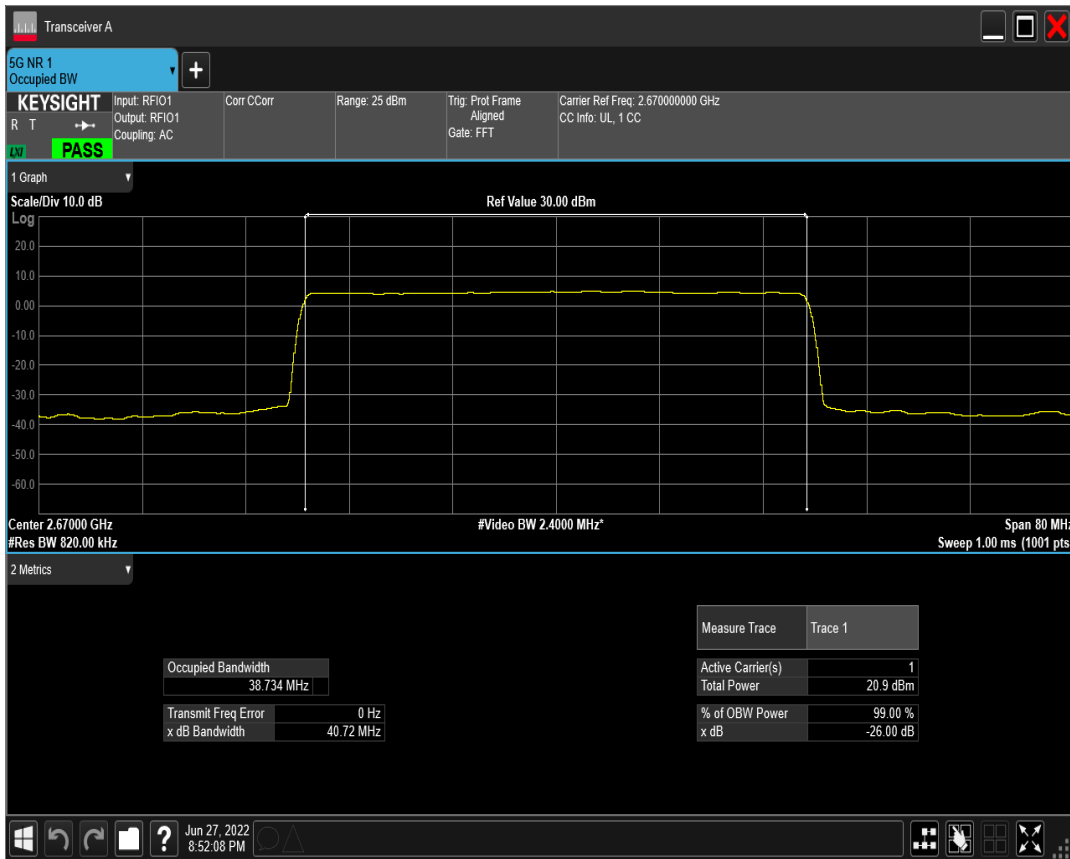 Transceiver A
5G NR 1
Occupied BW
KEYSIGHT
R T
LXI
PASS
Input: RFIO1
Output: RFIO1
Coupling: AC
Corr CCorr
Range: 25 dBm
Trig: Prot Frame
Aligned
Gate: FFT
Carrier Ref Freq: 2.670000000 GHz
CC Info: UL, 1 CC
1 Graph
Scale/Div 10.0 dB
Ref Value 30.00 dBm
Log
20.0
10.0
0.00
-10.0
-20.0
-30.0
-40.0
-50.0
-60.0
Center 2.67000 GHz
#Video BW 2.4000 MHz*
Span 80 MHz
#Res BW 820.00 kHz
Sweep 1.00 ms (1001 pts
2 Metrics
Measure Trace Trace 1
Occupied Bandwidth
38.734 MHz
Active Carrier(s) 1
Total Power 20.9 dBm
Transmit Freq Error 0 Hz
x dB Bandwidth 40.72 MHz
% of OBW Power 99.00 %
x dB -26.00 dB
?
Jun 27, 2022
8:52:08 PM